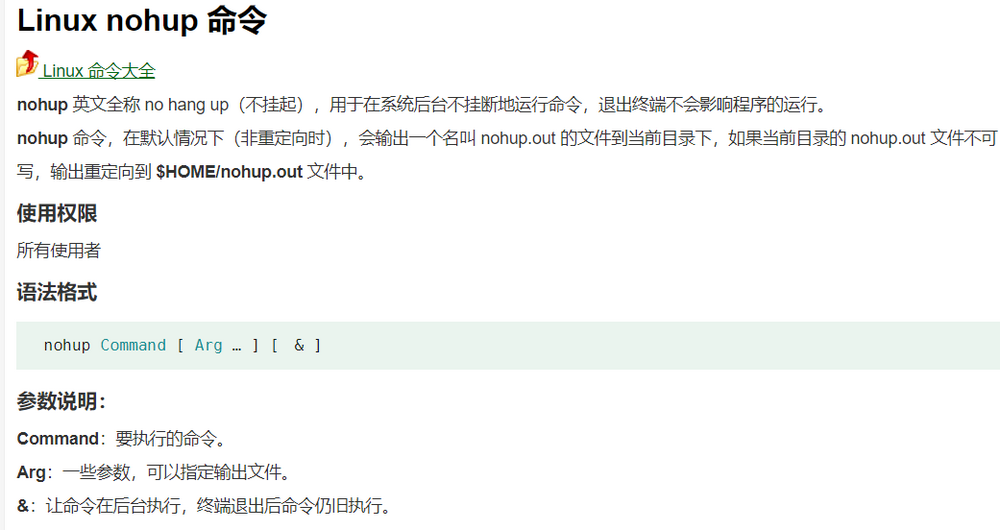 Linux nohup 命令
Linux 命令大全
nohup 英文全称 no hang up（不挂起），用于在系统后台不挂断地运行命令，退出终端不会影响程序的运行。
nohup 命令，在默认情况下（非重定向时），会输出一个名叫 nohup.out 的文件到当前目录下，如果当前目录的 nohup.out 文件不可
写，输出重定向到 $HOME/nohup.out 文件中。
使用权限
所有使用者
语法格式
nohup Command [ Arg … ] [　& ]
参数说明：
Command：要执行的命令。
Arg：一些参数，可以指定输出文件。
&：让命令在后台执行，终端退出后命令仍旧执行。